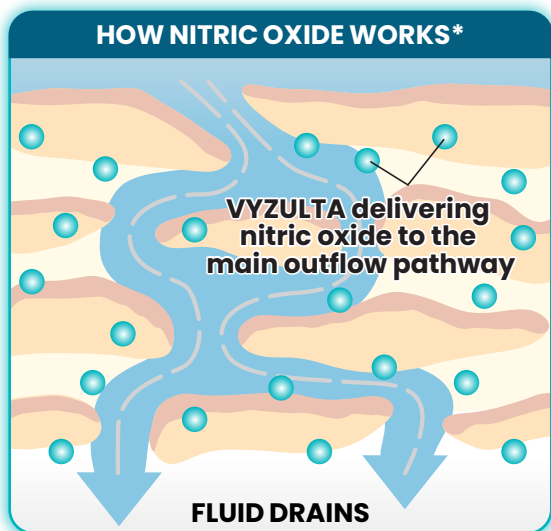 HOW NITRIC OXIDE WORKS*
VYZULTA delivering
nitric oxide to the
main outflow pathway
FLUID DRAINS